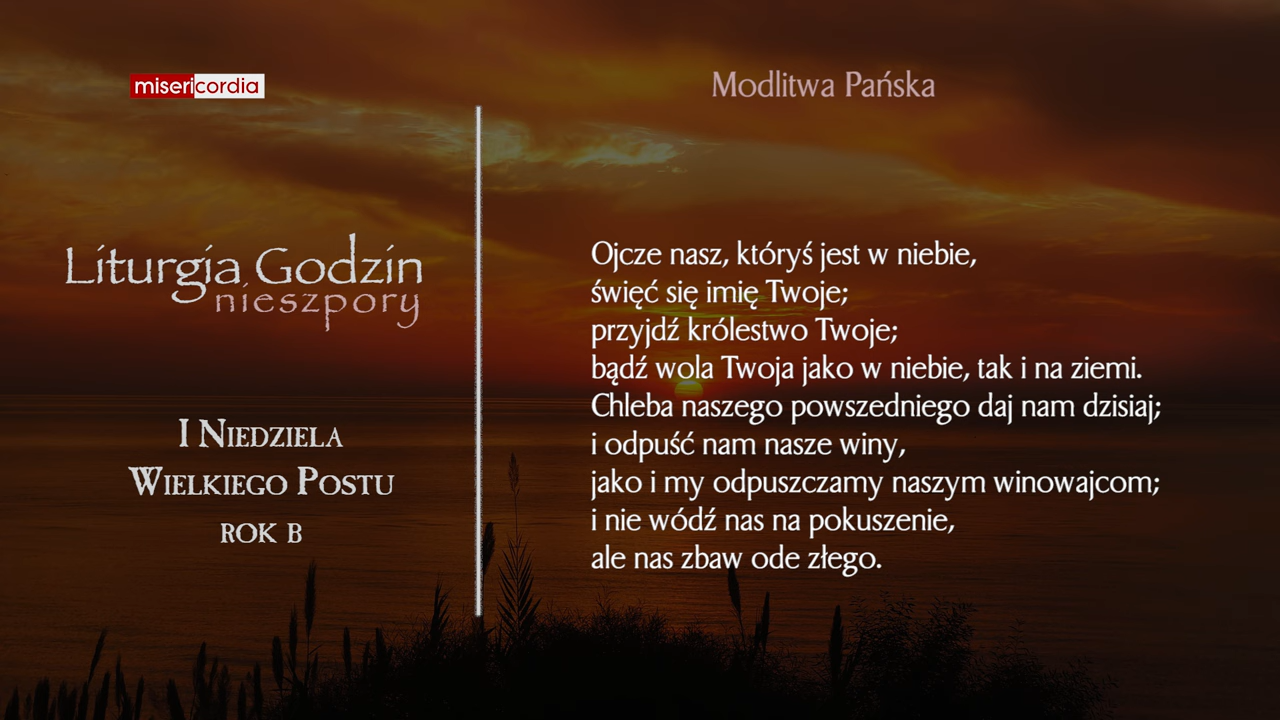 misericordia
Liturgia Godzin
nieszpory
I Niedziela
Wielkiego Postu
rok B
Modlitwa Pańska
Ojcze nasz, któryś jest w niebie,
święć się imię Twoje;
przyjdź królestwo Twoje;
bądź wola Twoja jako w niebie, tak i na ziemi.
Chleba naszego powszedniego daj nam dzisiaj;
i odpuść nam nasze winy,
jako i my odpuszczamy naszym winowajcom;
i nie wódź nas na pokuszenie,
ale nas zbaw ode złego.